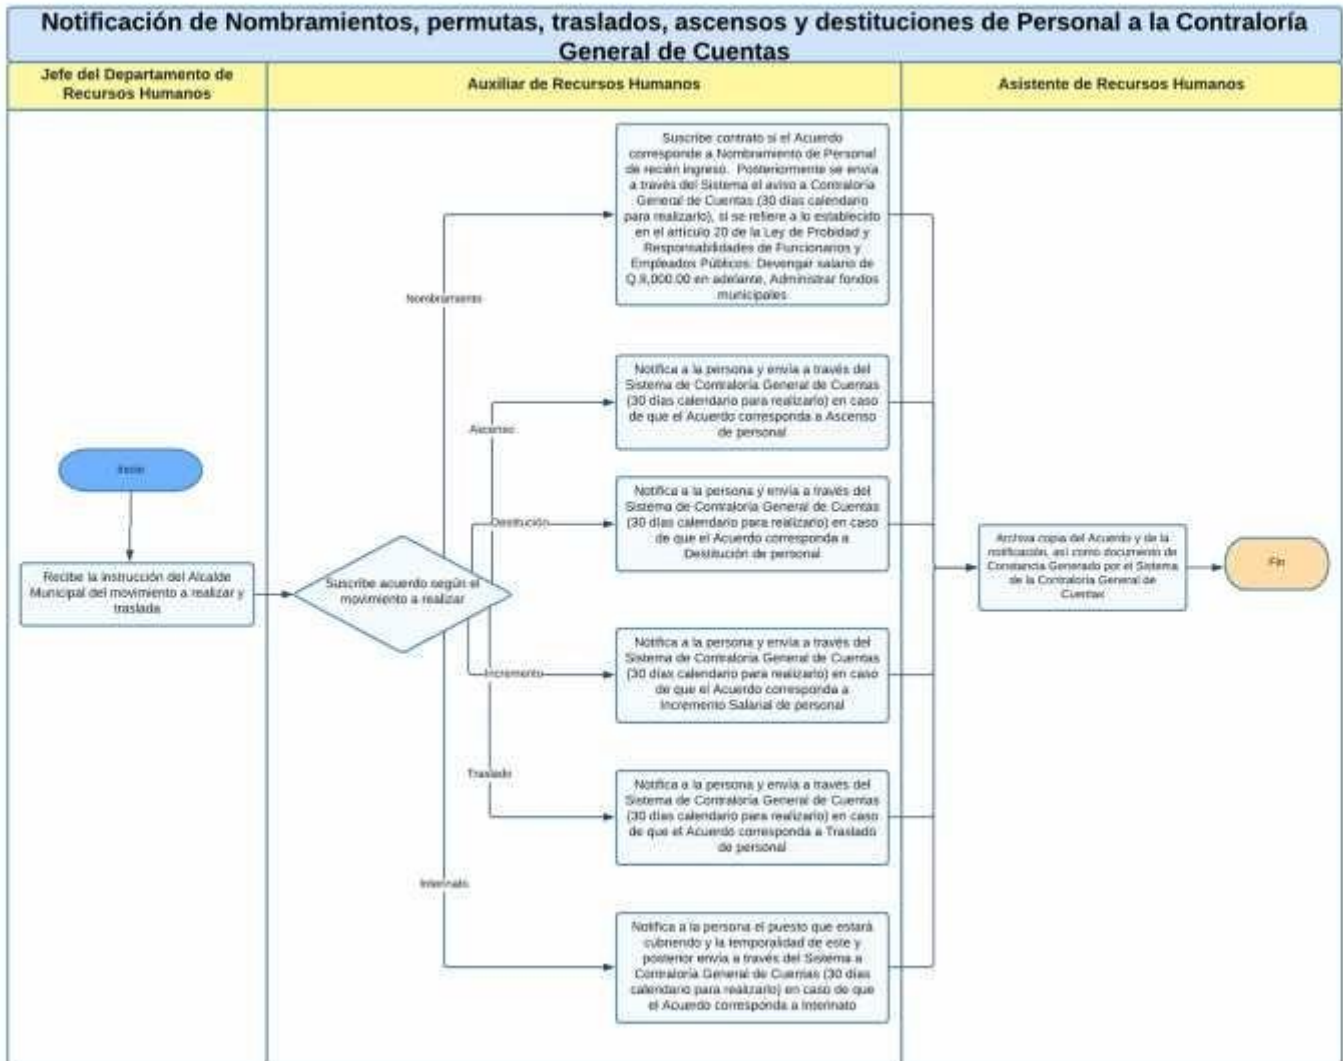 Notificación de Nombramientos, permutas, traslados, ascensos y destituciones de Personal a la Contraloría
General de Cuentas
Jefe del Departamento de
Recursos Humanos
Auxiliar de Recursos Humanos
Asistente de Recursos Humanos
Suscribe contrato si el Acuerdo
corresponde a Nombramiento de Personal
de recién ingreso. Posteriormente se envía
a través del Sistema el aviso a Contraloría
General de Cuentas (30 días calendario
para realizarlo), si se refiere a lo establecido
en el artículo 20 de la Ley de Probidad y
Responsabilidades de Funcionarios y
Empleados Públicos: Devengar salario de
Q.8,000.00 en adelante, Administrar fondos
municipales
Nombramiento
Notifica a la persona y envía a través del
Sistema de Contraloría General de Cuentas
(30 días calendario para realizarlo) en caso
de que el Acuerdo corresponda a Ascenso
de personal
Ascenso
Inicio
Notifica a la persona y envía a través del
Sistema de Contraloría General de Cuentas
(30 días calendario para realizarlo) en caso
de que el Acuerdo corresponda a
Destitución de personal
Destitución
Recibe la instrucción del Alcalde
Municipal del movimiento a realizar y
traslada
Suscribe acuerdo según el
movimiento a realizar
Archiva copia del Acuerdo y de la
notificación, así como documento de
Constancia Generado por el Sistema
de la Contraloría General de
Cuentas
Fin
Notifica a la persona y envía a través del
Sistema de Contraloría General de Cuentas
(30 días calendario para realizarlo) en caso
de que el Acuerdo corresponda a
Incremento Salarial de personal
Incremento
Traslado
Notifica a la persona y envía a través del
Sistema de Contraloría General de Cuentas
(30 días calendario para realizarlo) en caso
de que el Acuerdo corresponda a Traslado
de personal
Interinato
Notifica a la persona el puesto que estará
cubriendo y la temporalidad de este y
posterior envía a través del Sistema a
Contraloría General de Cuentas (30 días
calendario para realizarlo) en caso de que
el Acuerdo corresponda a Interinato